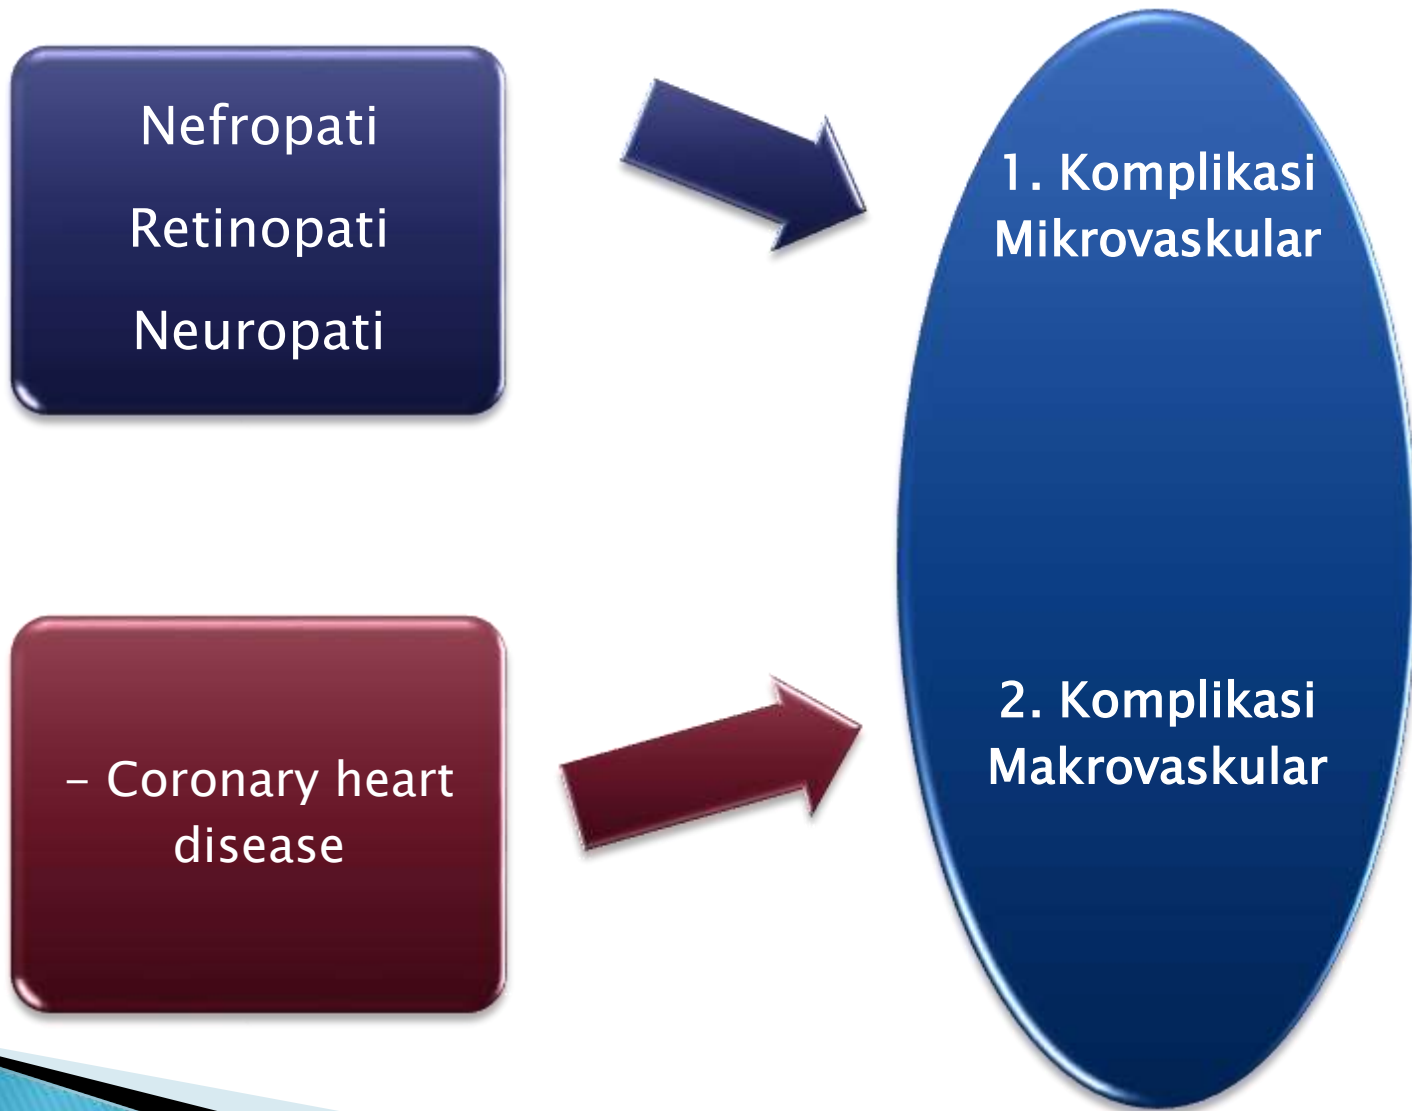 Nefropati
Retinopati
Neuropati
1. Komplikasi
Mikrovaskular
– Coronary heart
disease
2. Komplikasi
Makrovaskular